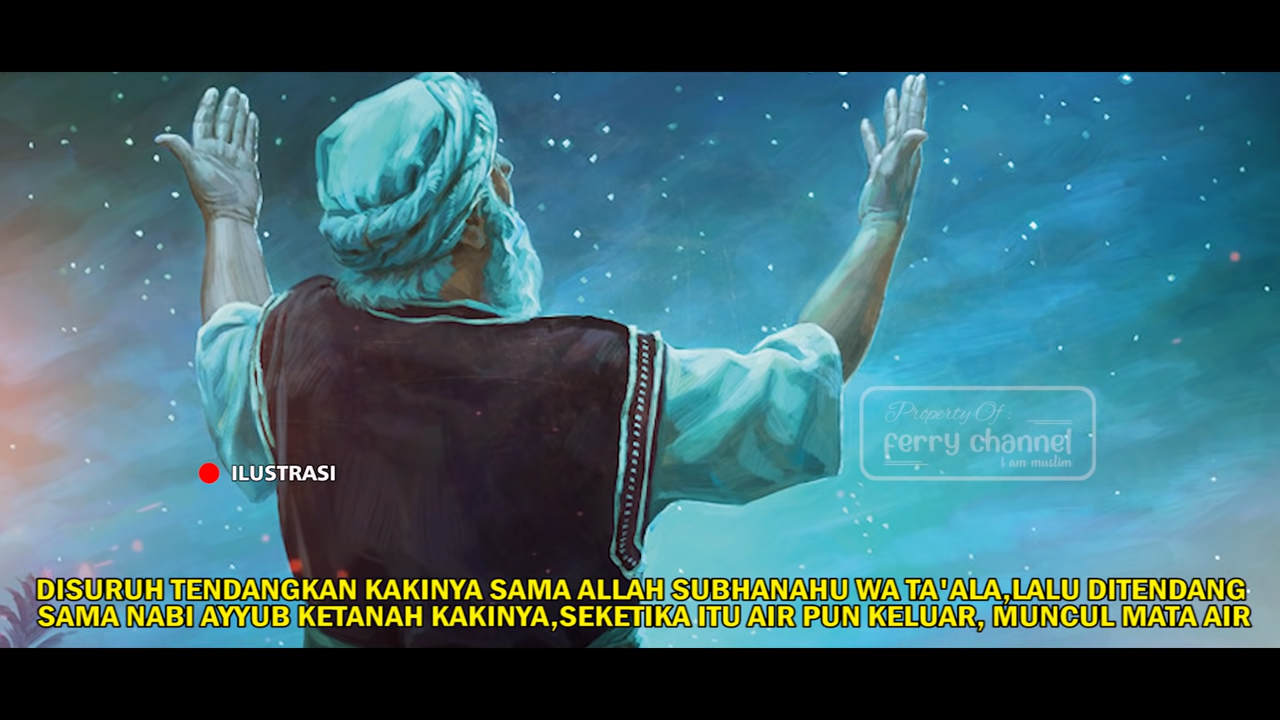 Property Of :
ferry channel
i am muslim
ILUSTRASI
DISURUH TENDANGKAN KAKINYA SAMA ALLAH SUBHANAHU WA TA'ALA,LALU DITENDANG
SAMA NABI AYYUB KETANAH KAKINYA,SEKETIKA ITU AIR PUN KELUAR, MUNCUL MATA AIR